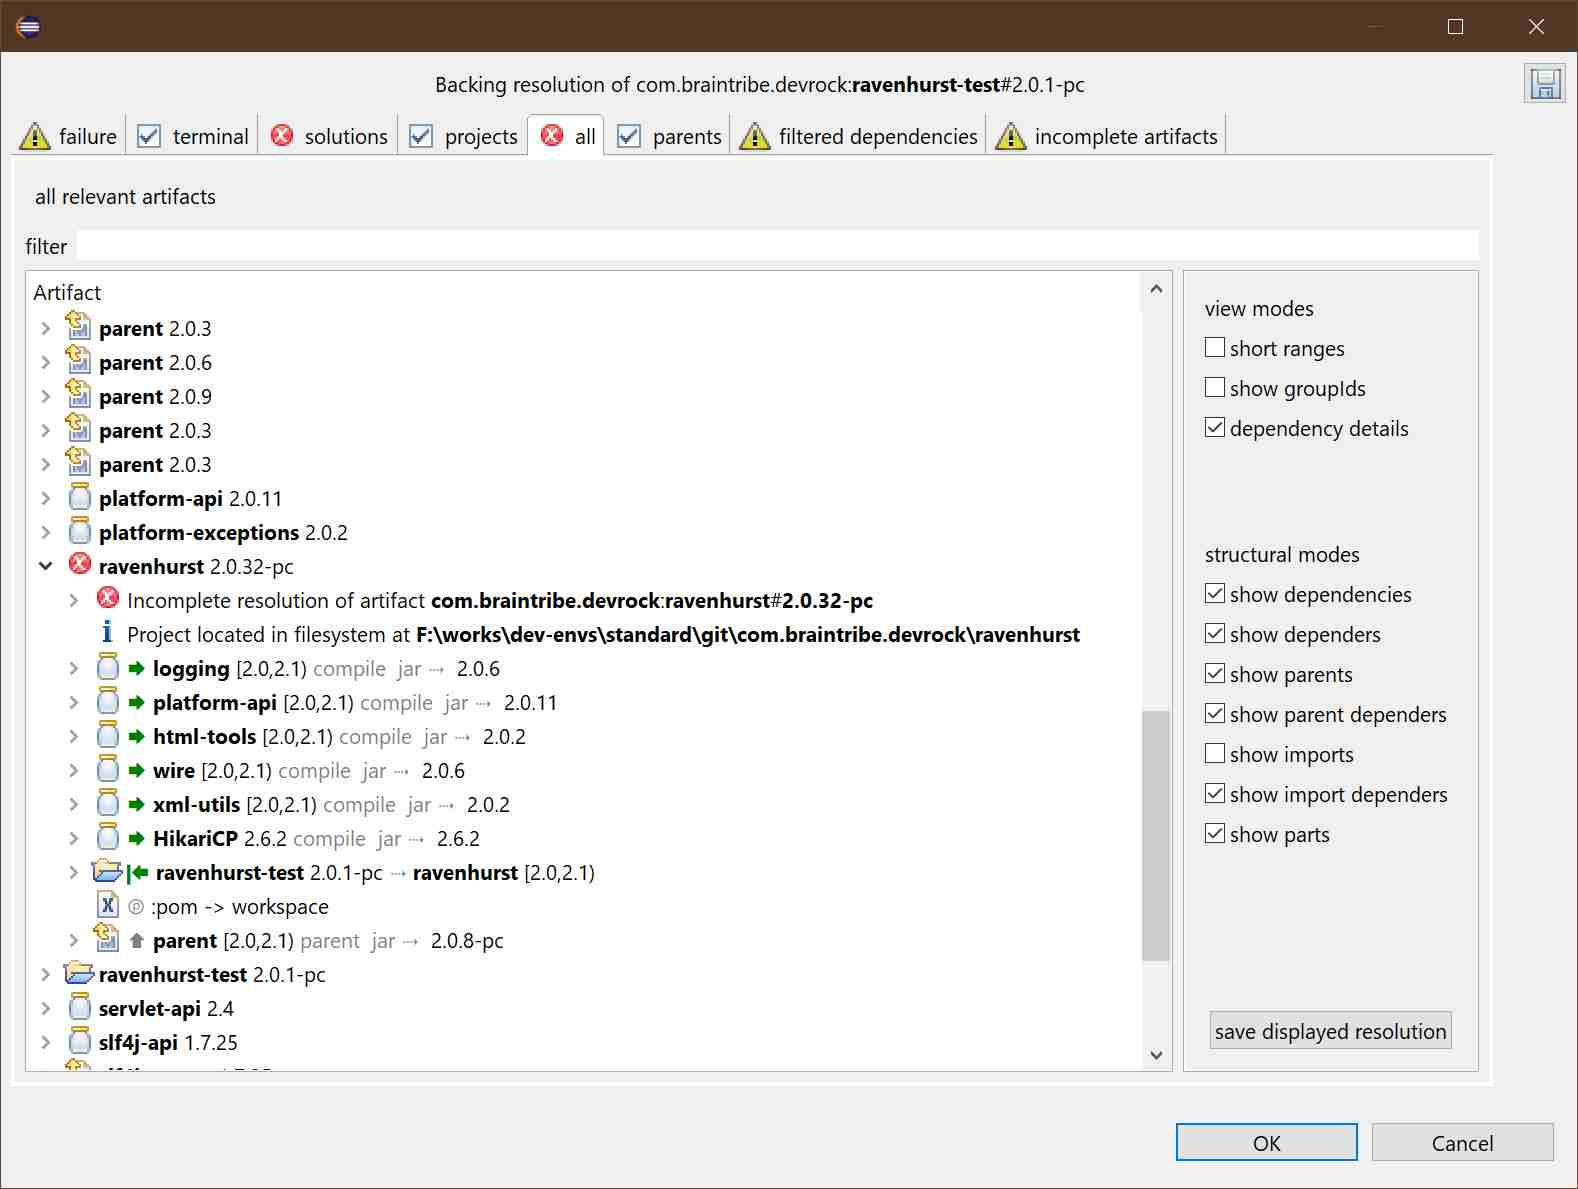 Backing resolution of com.braintribe.devrock:ravenhurst-test#2.0.1-pc
failure terminal solutions projects all parents filtered dependencies incomplete artifacts
all relevant artifacts
filter
Artifact
parent 2.0.3
parent 2.0.6
parent 2.0.9
parent 2.0.3
parent 2.0.3
platform-api 2.0.11
platform-exceptions 2.0.2
ravenhurst 2.0.32-pc
Incomplete resolution of artifact com.braintribe.devrock:ravenhurst#2.0.32-pc
Project located in filesystem at F:\works\dev-envs\standard\git\com.braintribe.devrock\ravenhurst
logging [2.0,2.1) compile jar ⇢ 2.0.6
platform-api [2.0,2.1) compile jar ⇢ 2.0.11
html-tools [2.0,2.1) compile jar ⇢ 2.0.2
wire [2.0,2.1) compile jar ⇢ 2.0.6
xml-utils [2.0,2.1) compile jar ⇢ 2.0.2
HikariCP 2.6.2 compile jar ⇢ 2.6.2
ravenhurst-test 2.0.1-pc ⇢ ravenhurst [2.0,2.1)
ⓟ :pom -> workspace
parent [2.0,2.1) parent jar ⇢ 2.0.8-pc
ravenhurst-test 2.0.1-pc
servlet-api 2.4
slf4j-api 1.7.25
view modes
short ranges
show groupIds
dependency details
structural modes
show dependencies
show dependers
show parents
show parent dependers
show imports
show import dependers
show parts
save displayed resolution
OK Cancel